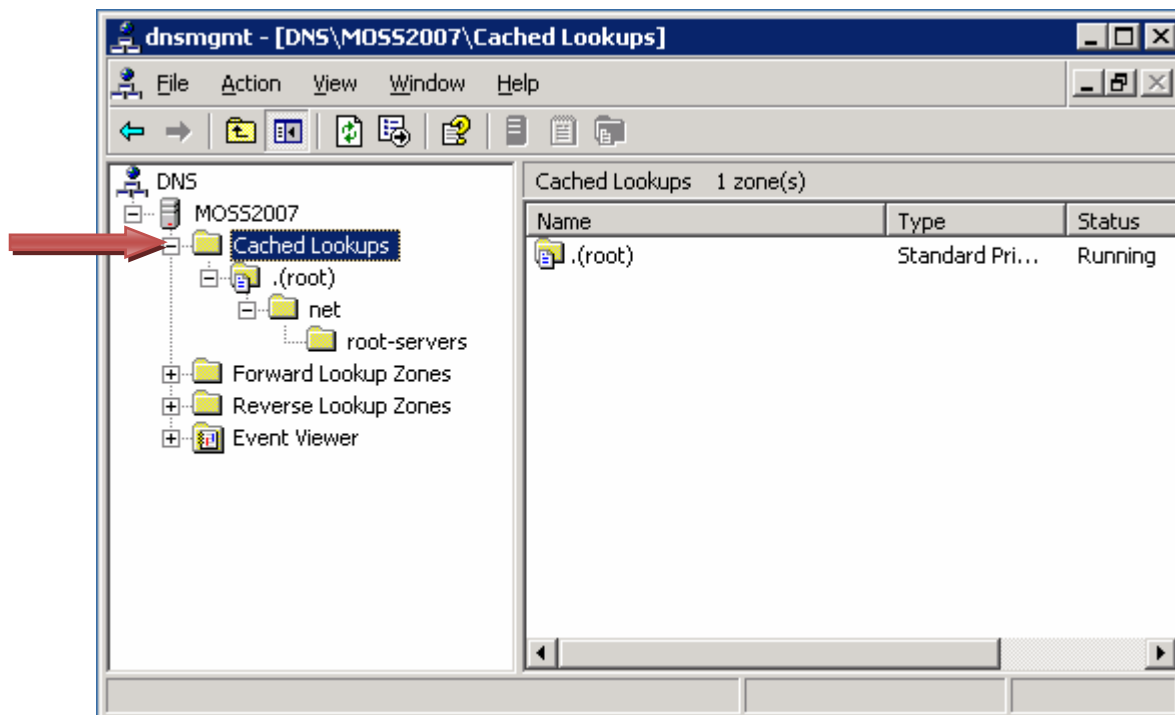 dnsmgmt - [DNS\MOSS2007\Cached Lookups]
File Action View Window Help
DNS
MOSS2007
Cached Lookups
.(root)
net
root-servers
Forward Lookup Zones
Reverse Lookup Zones
Event Viewer
Cached Lookups 1 zone(s)
Name Type Status
.(root) Standard Pri... Running